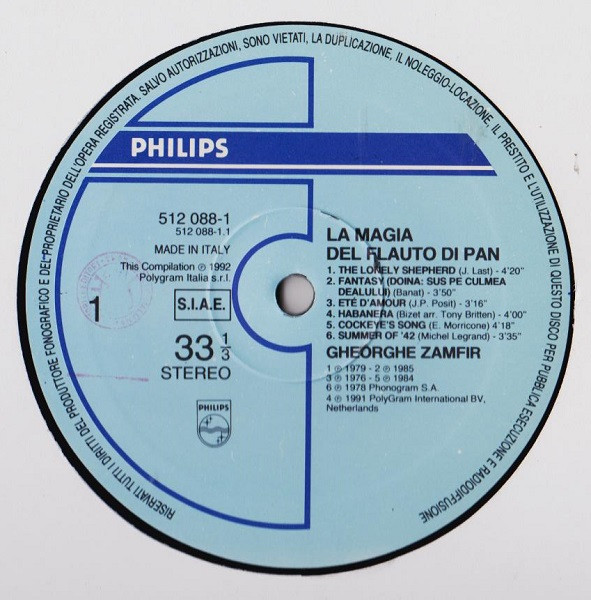 RISERVATI TUTTI I DIRITTI DEL PRODUTTORE FONOGRAFICO E DEL PROPRIETARIO DELL'OPERA REGISTRATA. SALVO AUTORIZZAZIONI, SONO VIETATI, LA DUPLICAZIONE, IL NOLEGGIO-LOCAZIONE, IL PRESTITO E L'UTILIZZAZIONE DI QUESTO DISCO PER PUBBLICA ESECUZIONE E RADIODIFFUSIONE
PHILIPS
512 088-1
512 088-1.1
MADE IN ITALY
This Compilation ℗ 1992
Polygram Italia s.r.l.
1
S.I.A.E.
33 1/3
STEREO
PHILIPS
LA MAGIA
DEL FLAUTO DI PAN
1. THE LONELY SHEPHERD (J. Last) - 4'20"
2. FANTASY (DOINA: SUS PE CULMEA
DEALULUI) (Banat) - 3'50"
3. ETÉ D'AMOUR (J.P. Posit) - 3'16"
4. HABANERA (Bizet arr. Tony Britten) - 4'00"
5. COCKEYE'S SONG (E. Morricone) 4'18"
6. SUMMER OF '42 (Michel Legrand) - 3'35"
GHEORGHE ZAMFIR
1 ℗ 1979 - 2 ℗ 1985
3 ℗ 1976 - 5 ℗ 1984
6 ℗ 1978 Phonogram S.A.
4 ℗ 1991 PolyGram International BV,
Netherlands